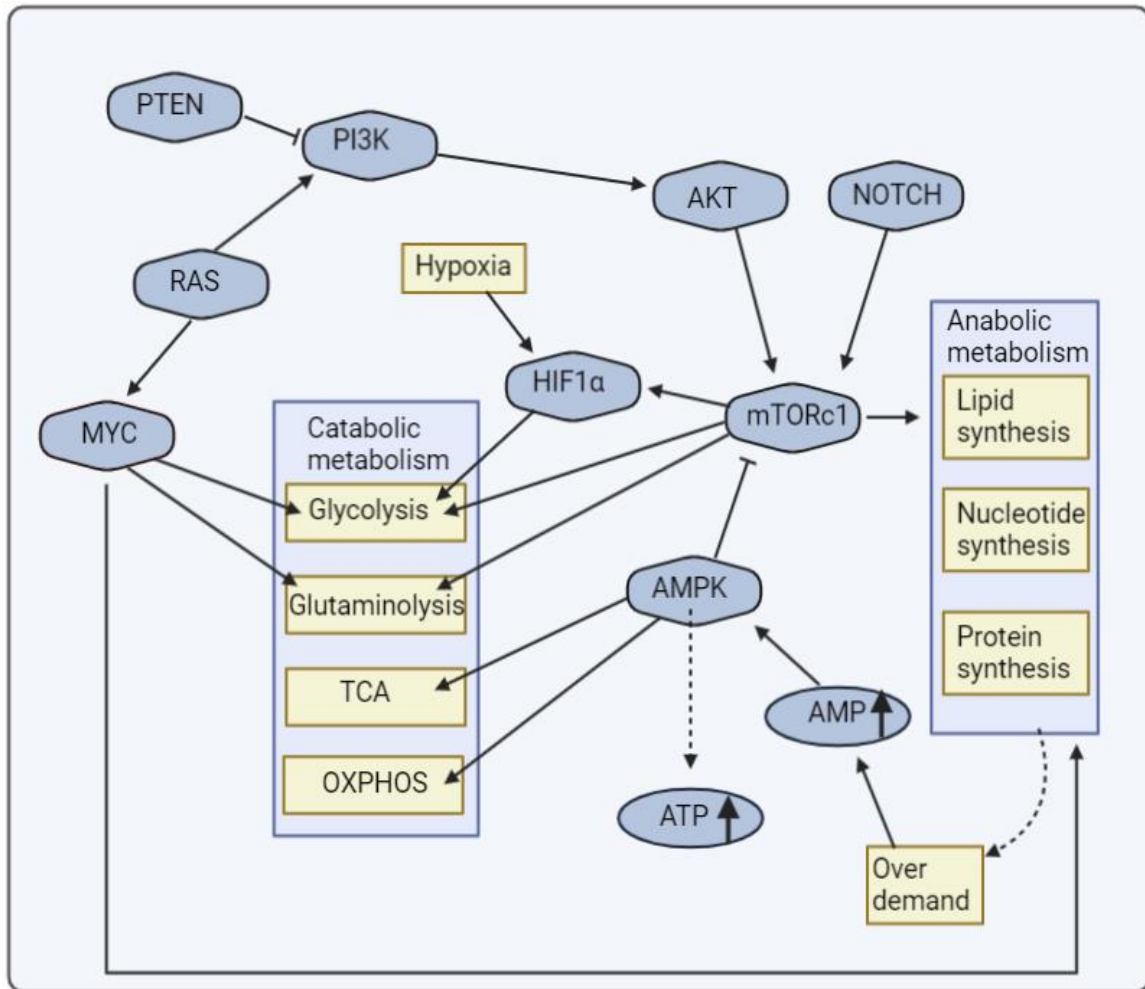 PTEN
PI3K
AKT
NOTCH
RAS
Hypoxia
HIF1α
mTORc1
MYC
Catabolic
metabolism
Glycolysis
Glutaminolysis
TCA
OXPHOS
Anabolic
metabolism
Lipid
synthesis
Nucleotide
synthesis
Protein
synthesis
AMPK
AMP
ATP
Over
demand